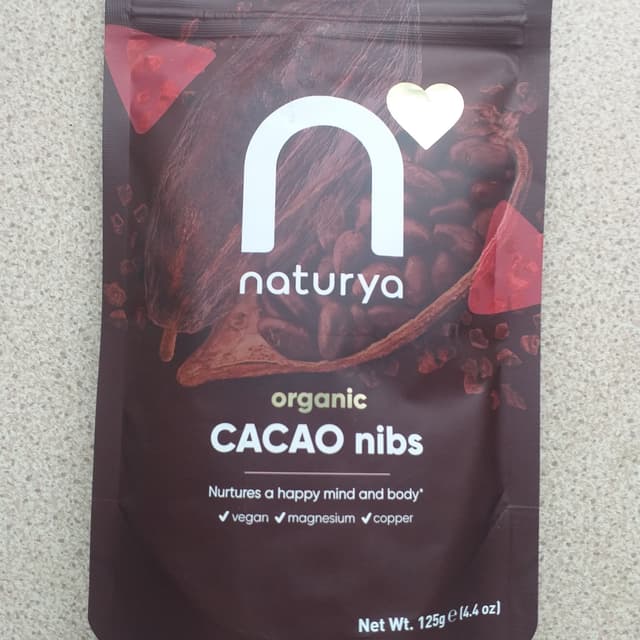 n
naturya
organic
CACAO nibs
Nurtures a happy mind and body*
✓vegan ✓magnesium ✓copper
Net Wt. 125g ℮ (4.4 oz)